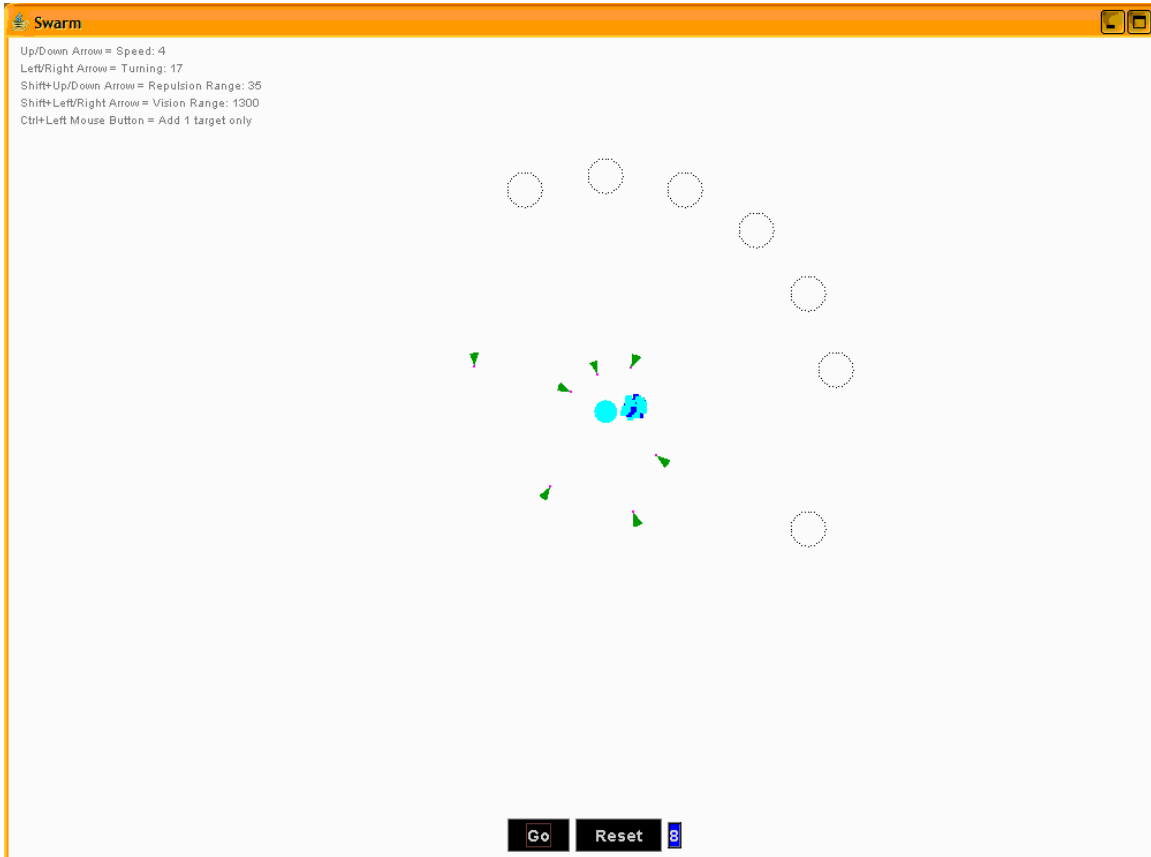 Swarm
Up/Down Arrow = Speed: 4
Left/Right Arrow = Turning: 17
Shift+Up/Down Arrow = Repulsion Range: 35
Shift+Left/Right Arrow = Vision Range: 1300
Ctrl+Left Mouse Button = Add 1 target only
Go Reset 8